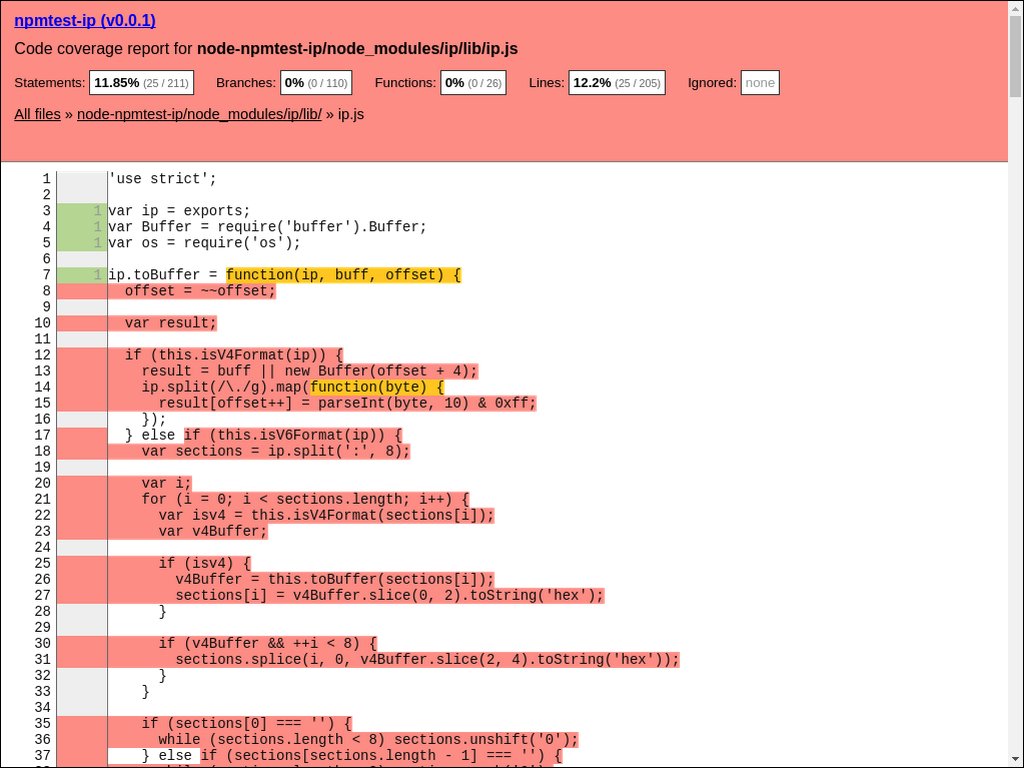 npmtest-ip (v0.0.1)
Code coverage report for node-npmtest-ip/node_modules/ip/lib/ip.js
Statements: 11.85% (25 / 211) Branches: 0% (0 / 110) Functions: 0% (0 / 26) Lines: 12.2% (25 / 205) Ignored: none
All files » node-npmtest-ip/node_modules/ip/lib/ » ip.js
1 'use strict';
2
3 1 var ip = exports;
4 1 var Buffer = require('buffer').Buffer;
5 1 var os = require('os');
6
7 1 ip.toBuffer = function(ip, buff, offset) {
8 offset = ~~offset;
9
10 var result;
11
12 if (this.isV4Format(ip)) {
13 result = buff || new Buffer(offset + 4);
14 ip.split(/\./g).map(function(byte) {
15 result[offset++] = parseInt(byte, 10) & 0xff;
16 });
17 } else if (this.isV6Format(ip)) {
18 var sections = ip.split(':', 8);
19
20 var i;
21 for (i = 0; i < sections.length; i++) {
22 var isv4 = this.isV4Format(sections[i]);
23 var v4Buffer;
24
25 if (isv4) {
26 v4Buffer = this.toBuffer(sections[i]);
27 sections[i] = v4Buffer.slice(0, 2).toString('hex');
28 }
29
30 if (v4Buffer && ++i < 8) {
31 sections.splice(i, 0, v4Buffer.slice(2, 4).toString('hex'));
32 }
33 }
34
35 if (sections[0] === '') {
36 while (sections.length < 8) sections.unshift('0');
37 } else if (sections[sections.length - 1] === '') {